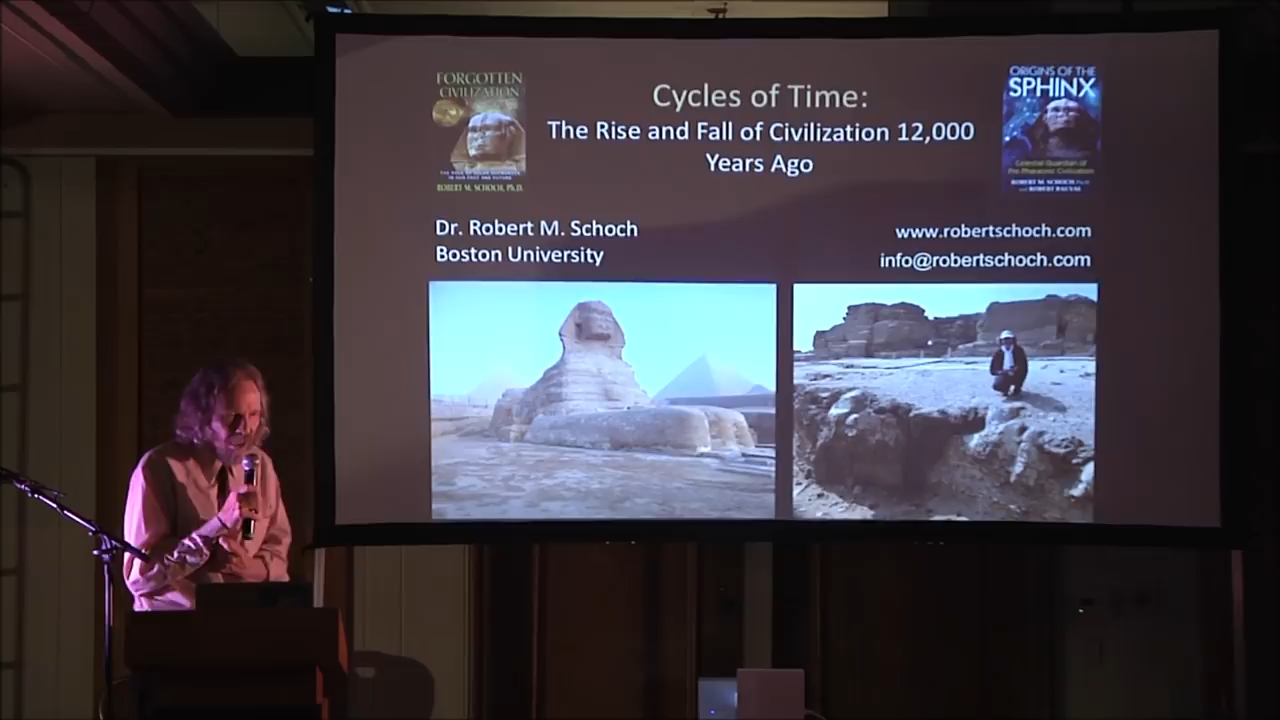 FORGOTTEN
CIVILIZATION
ROBERT M. SCHOCH, Ph.D.
Cycles of Time:
The Rise and Fall of Civilization 12,000
Years Ago
ORIGINS OF THE
SPHINX
Celestial Guardian of
Pre-Pharaonic Civilization
ROBERT M. SCHOCH Ph.D.
and ROBERT BAUVAL
Dr. Robert M. Schoch
Boston University
www.robertschoch.com
info@robertschoch.com